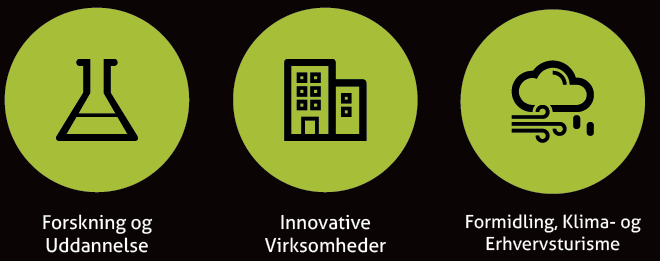 Forskning og
Uddannelse
Innovative
Virksomheder
Formidling, Klima- og
Erhvervsturisme